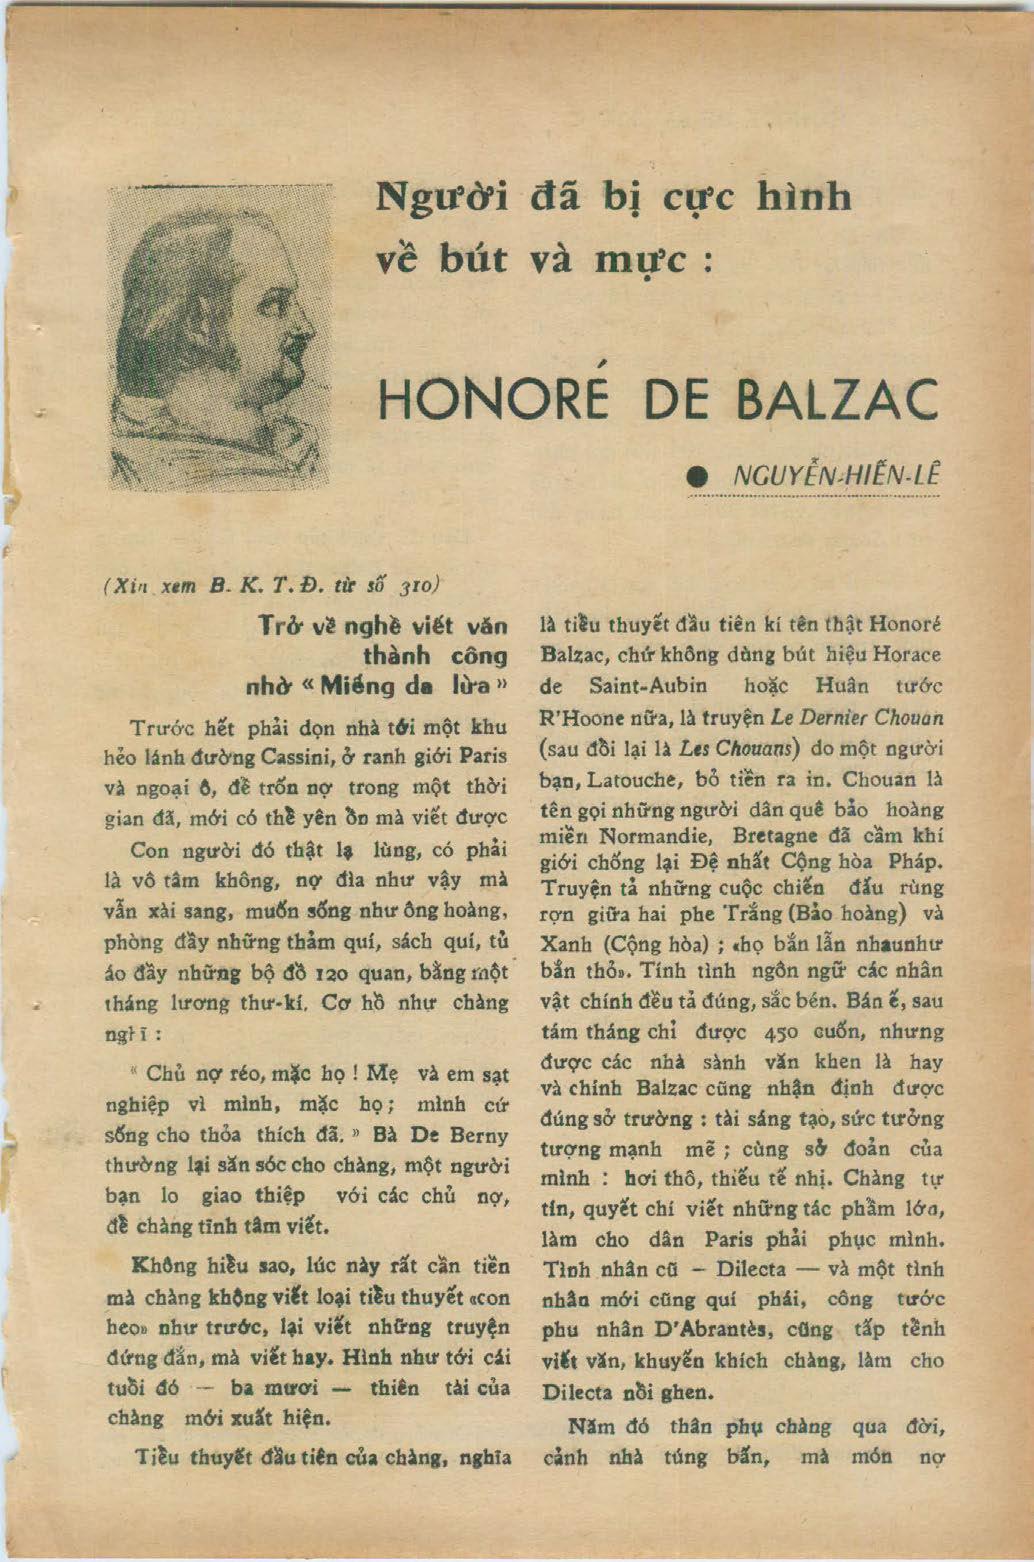 Người đã bị cực hình
về bút và mực :
HONORÉ DE BALZAC
● NGUYỄN-HIẾN-LÊ
(Xin xem B. K. T. Đ. từ số 310)
Trở về nghề viết văn
thành công
nhờ « Miếng da lừa »
Trước hết phải dọn nhà tới một khu
hẻo lánh đường Cassini, ở ranh giới Paris
và ngoại ô, để trốn nợ trong một thời
gian đã, mới có thể yên ổn mà viết được
Con người đó thật lạ lùng, có phải
là vô tâm không, nợ đìa như vậy mà
vẫn xài sang, muốn sống như ông hoàng,
phòng đầy những thảm quí, sách quí, tủ
áo đầy những bộ đồ 120 quan, bằng một
tháng lương thư-kí. Cơ hồ như chàng
nghĩ :
« Chủ nợ réo, mặc họ ! Mẹ và em sạt
nghiệp vì mình, mặc họ; mình cứ
sống cho thỏa thích đã. » Bà De Berny
thường lại săn sóc cho chàng, một người
bạn lo giao thiệp với các chủ nợ,
để chàng tĩnh tâm viết.
Không hiểu sao, lúc này rất cần tiền
mà chàng không viết loại tiểu thuyết «con
heo» như trước, lại viết những truyện
đứng đắn, mà viết hay. Hình như tới cái
tuổi đó — ba mươi — thiên tài của
chàng mới xuất hiện.
Tiểu thuyết đầu tiên của chàng, nghĩa
là tiểu thuyết đầu tiên kí tên thật Honoré
Balzac, chứ không dùng bút hiệu Horace
de Saint-Aubin hoặc Huân tước
R'Hoone nữa, là truyện Le Dernier Chouan
(sau đổi lại là Les Chouans) do một người
bạn, Latouche, bỏ tiền ra in. Chouan là
tên gọi những người dân quê bảo hoàng
miền Normandie, Bretagne đã cầm khí
giới chống lại Đệ nhất Cộng hòa Pháp.
Truyện tả những cuộc chiến đấu rùng
rợn giữa hai phe Trắng (Bảo hoàng) và
Xanh (Cộng hòa) ; «họ bắn lẫn nhaunhư
bắn thỏ». Tính tình ngôn ngữ các nhân
vật chính đều tả đúng, sắc bén. Bán ế, sau
tám tháng chỉ được 450 cuốn, nhưng
được các nhà sành văn khen là hay
và chính Balzac cũng nhận định được
đúng sở trường : tài sáng tạo, sức tưởng
tượng mạnh mẽ ; cùng sở đoản của
mình : hơi thô, thiếu tế nhị. Chàng tự
tin, quyết chí viết những tác phẩm lớn,
làm cho dân Paris phải phục mình.
Tình nhân cũ — Dilecta — và một tình
nhân mới cũng quí phái, công tước
phu nhân D'Abrantès, cũng tấp tểnh
viết văn, khuyến khích chàng, làm cho
Dilecta nổi ghen.
Năm đó thân phụ chàng qua đời,
cảnh nhà túng bấn, mà món nợ